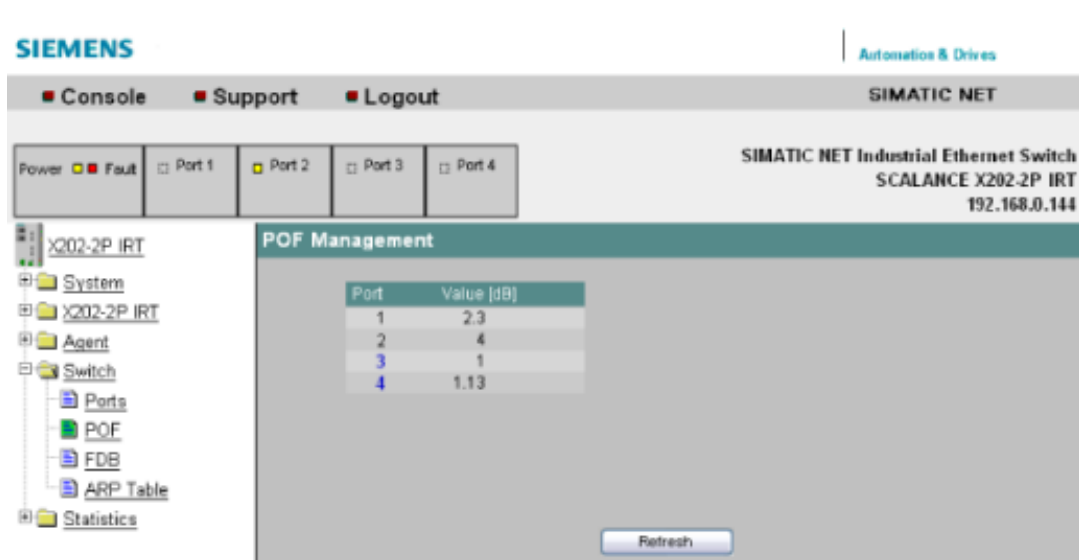 SIEMENS
Automation & Drives
Console Support Logout SIMATIC NET
Power Fault Port 1 Port 2 Port 3 Port 4
SIMATIC NET Industrial Ethernet Switch
SCALANCE X202-2P IRT
192.168.0.144
X202-2P IRT
System
X202-2P IRT
Agent
Switch
Ports
POF
FDB
ARP Table
Statistics
POF Management
Port Value [dB]
1 2.3
2 4
3 1
4 1.13
Refresh